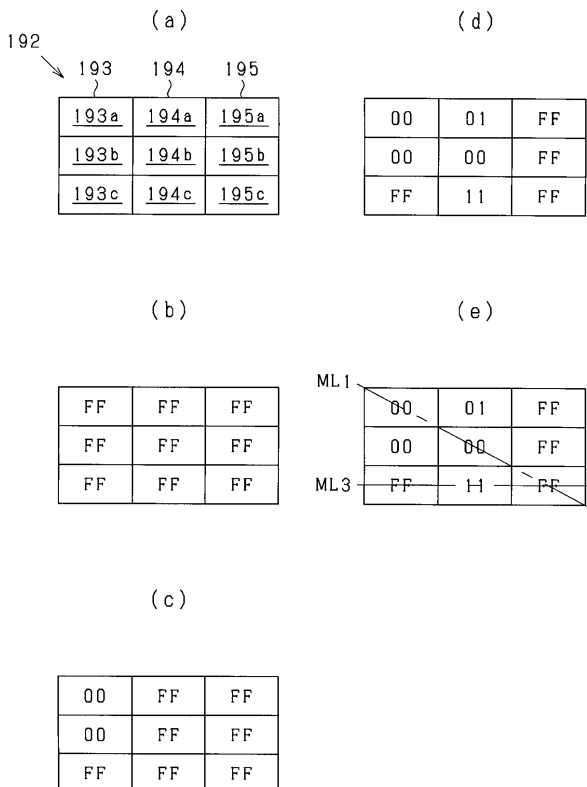 (a)
192
193 194 195
193a 194a 195a
193b 194b 195b
193c 194c 195c
(b)
FF FF FF
FF FF FF
FF FF FF
(c)
00 FF FF
00 FF FF
FF FF FF
(d)
00 01 FF
00 00 FF
FF 11 FF
(e)
ML1
00 01 FF
00 00 FF
ML3 FF 11 FF